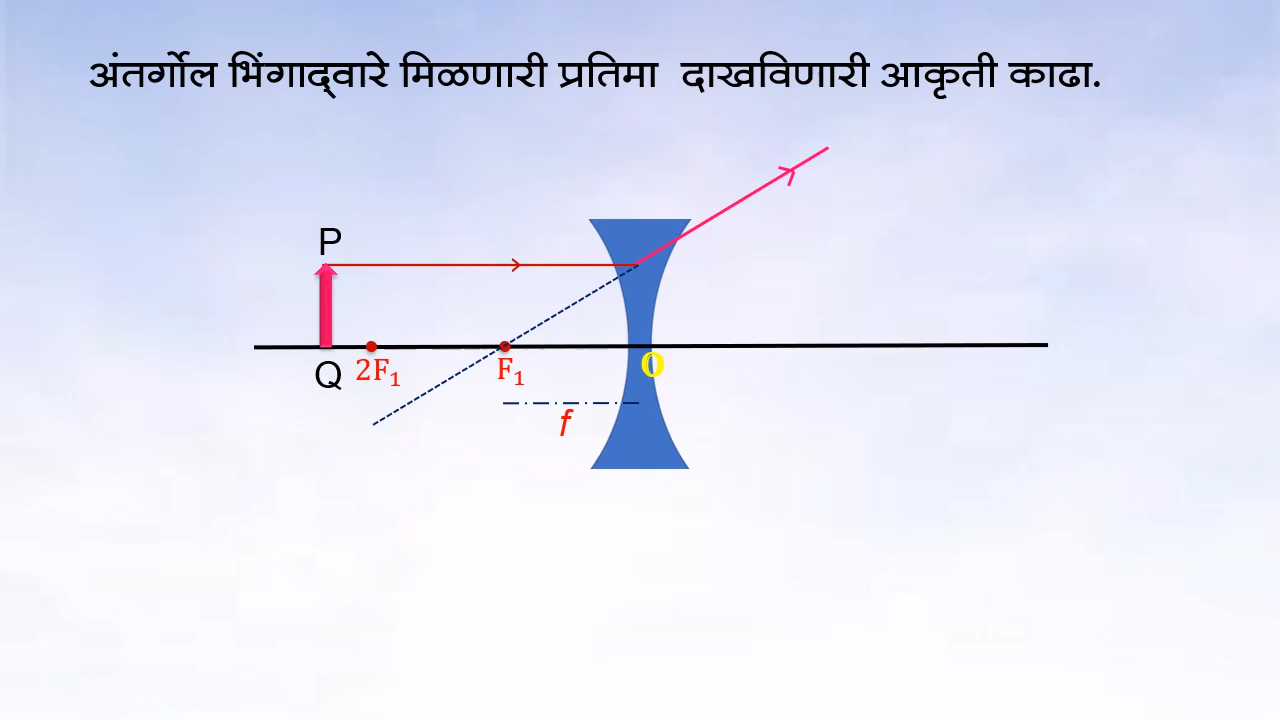 अंतर्गोल भिंगाद्‌वारे मिळणारी प्रतिमा दाखविणारी आकृती काढा.
P
Q
2F₁
F₁
O
f